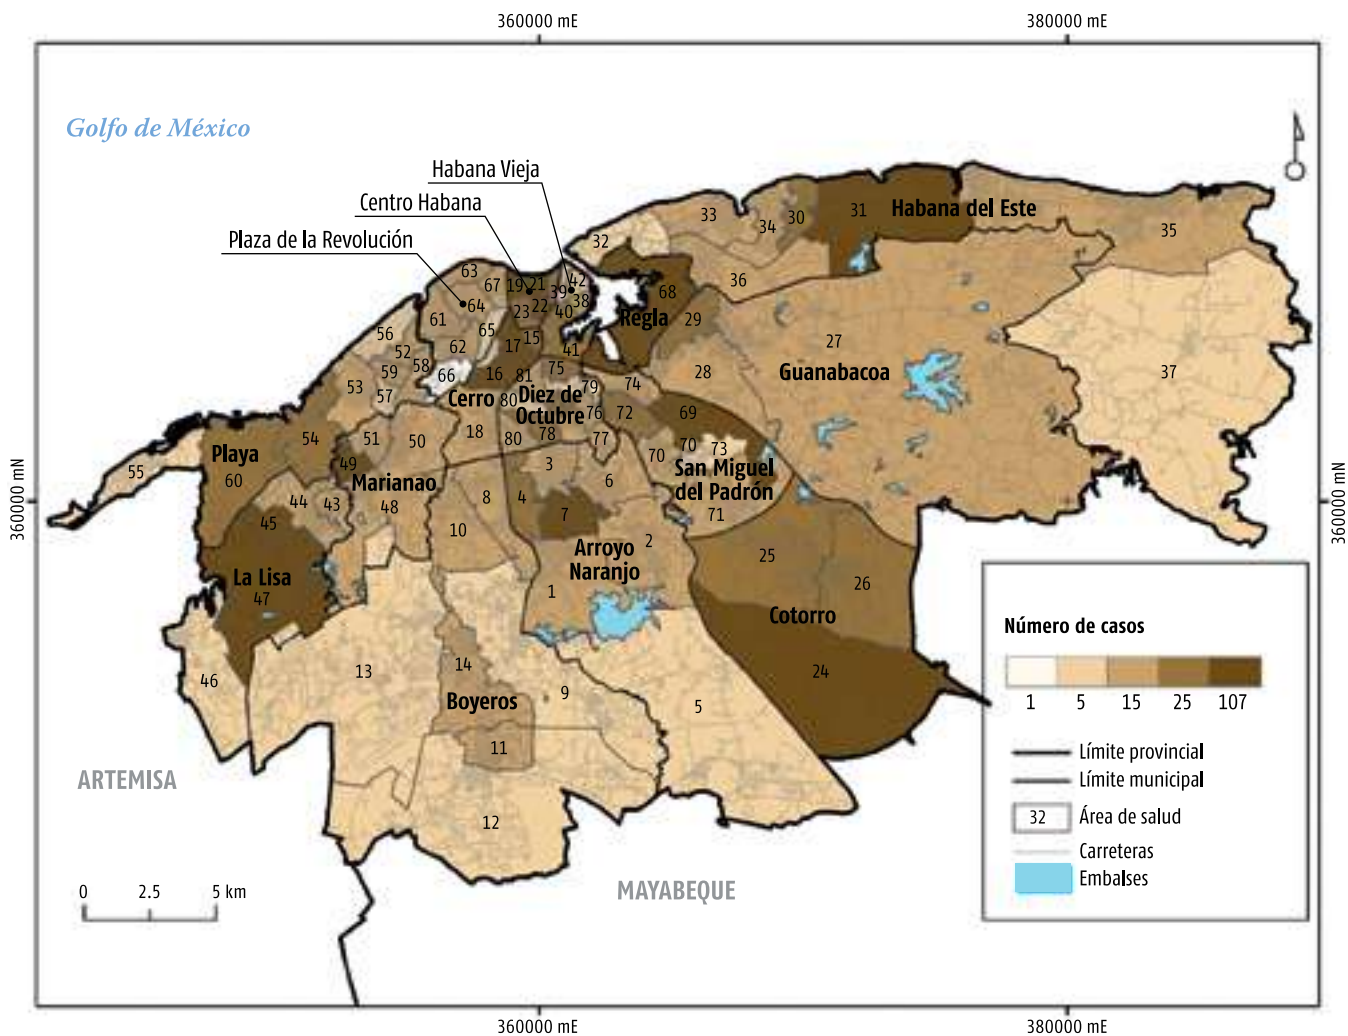 360000 mE
380000 mE
Golfo de México
Habana Vieja
Centro Habana
Plaza de la Revolución
33
34
30
31
Habana del Este
35
32
36
63
67
19
21
42
39
38
68
64
61
23
22
40
Regla
29
56
65
27
52
62
17
15
41
59
58
66
16
81
75
28
Guanabacoa
37
53
57
Cerro
80
Diez de
Octubre
79
74
76
72
69
54
51
50
18
80
78
77
70
70
73
Playa
55
60
49
Marianao
3
6
San Miguel
del Padrón
44
43
48
8
4
7
71
360000 mN
360000 mN
45
10
2
25
Arroyo
Naranjo
26
La Lisa
47
1
Cotorro
46
13
14
9
5
24
Boyeros
11
12
ARTEMISA
MAYABEQUE
0 2.5 5 km
Número de casos
1 5 15 25 107
Límite provincial
Límite municipal
32 Área de salud
Carreteras
Embalses
360000 mE
380000 mE